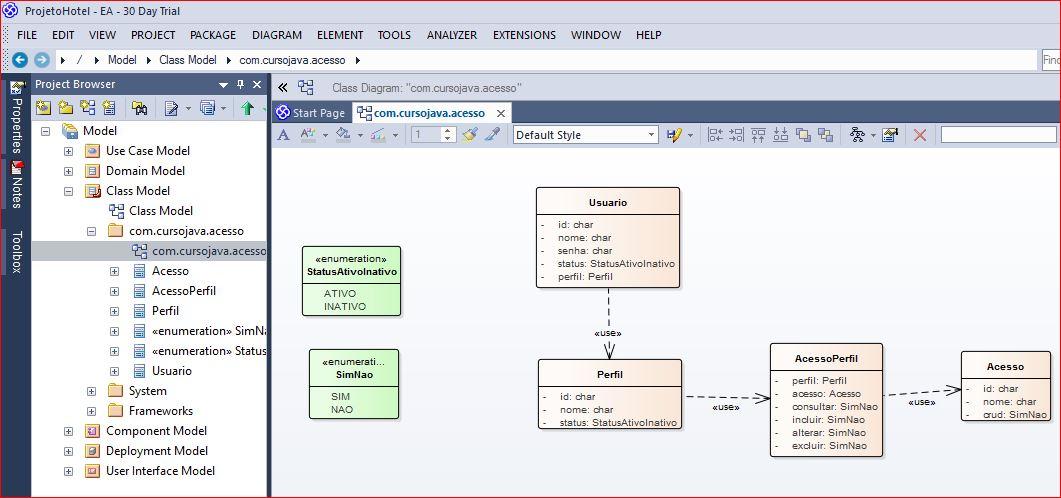 ProjetoHotel - EA - 30 Day Trial
FILE EDIT VIEW PROJECT PACKAGE DIAGRAM ELEMENT TOOLS ANALYZER EXTENSIONS WINDOW HELP
/ Model Class Model com.cursojava.acesso Find
Properties
Notes
Toolbox
Project Browser
Model
Use Case Model
Domain Model
Class Model
Class Model
com.cursojava.acesso
com.cursojava.acesso
Acesso
AcessoPerfil
Perfil
«enumeration» SimNa
«enumeration» Status
Usuario
System
Frameworks
Component Model
Deployment Model
User Interface Model
Class Diagram: "com.cursojava.acesso"
Start Page com.cursojava.acesso
1 Default Style
«enumeration»
StatusAtivoInativo
ATIVO
INATIVO
«enumerati...
SimNao
SIM
NAO
Usuario
- id: char
- nome: char
- senha: char
- status: StatusAtivoInativo
- perfil: Perfil
«use»
Perfil
- id: char
- nome: char
- status: StatusAtivoInativo
«use»
AcessoPerfil
- perfil: Perfil
- acesso: Acesso
- consultar: SimNao
- incluir: SimNao
- alterar: SimNao
- excluir: SimNao
«use»
Acesso
- id: char
- nome: char
- crud: SimNao